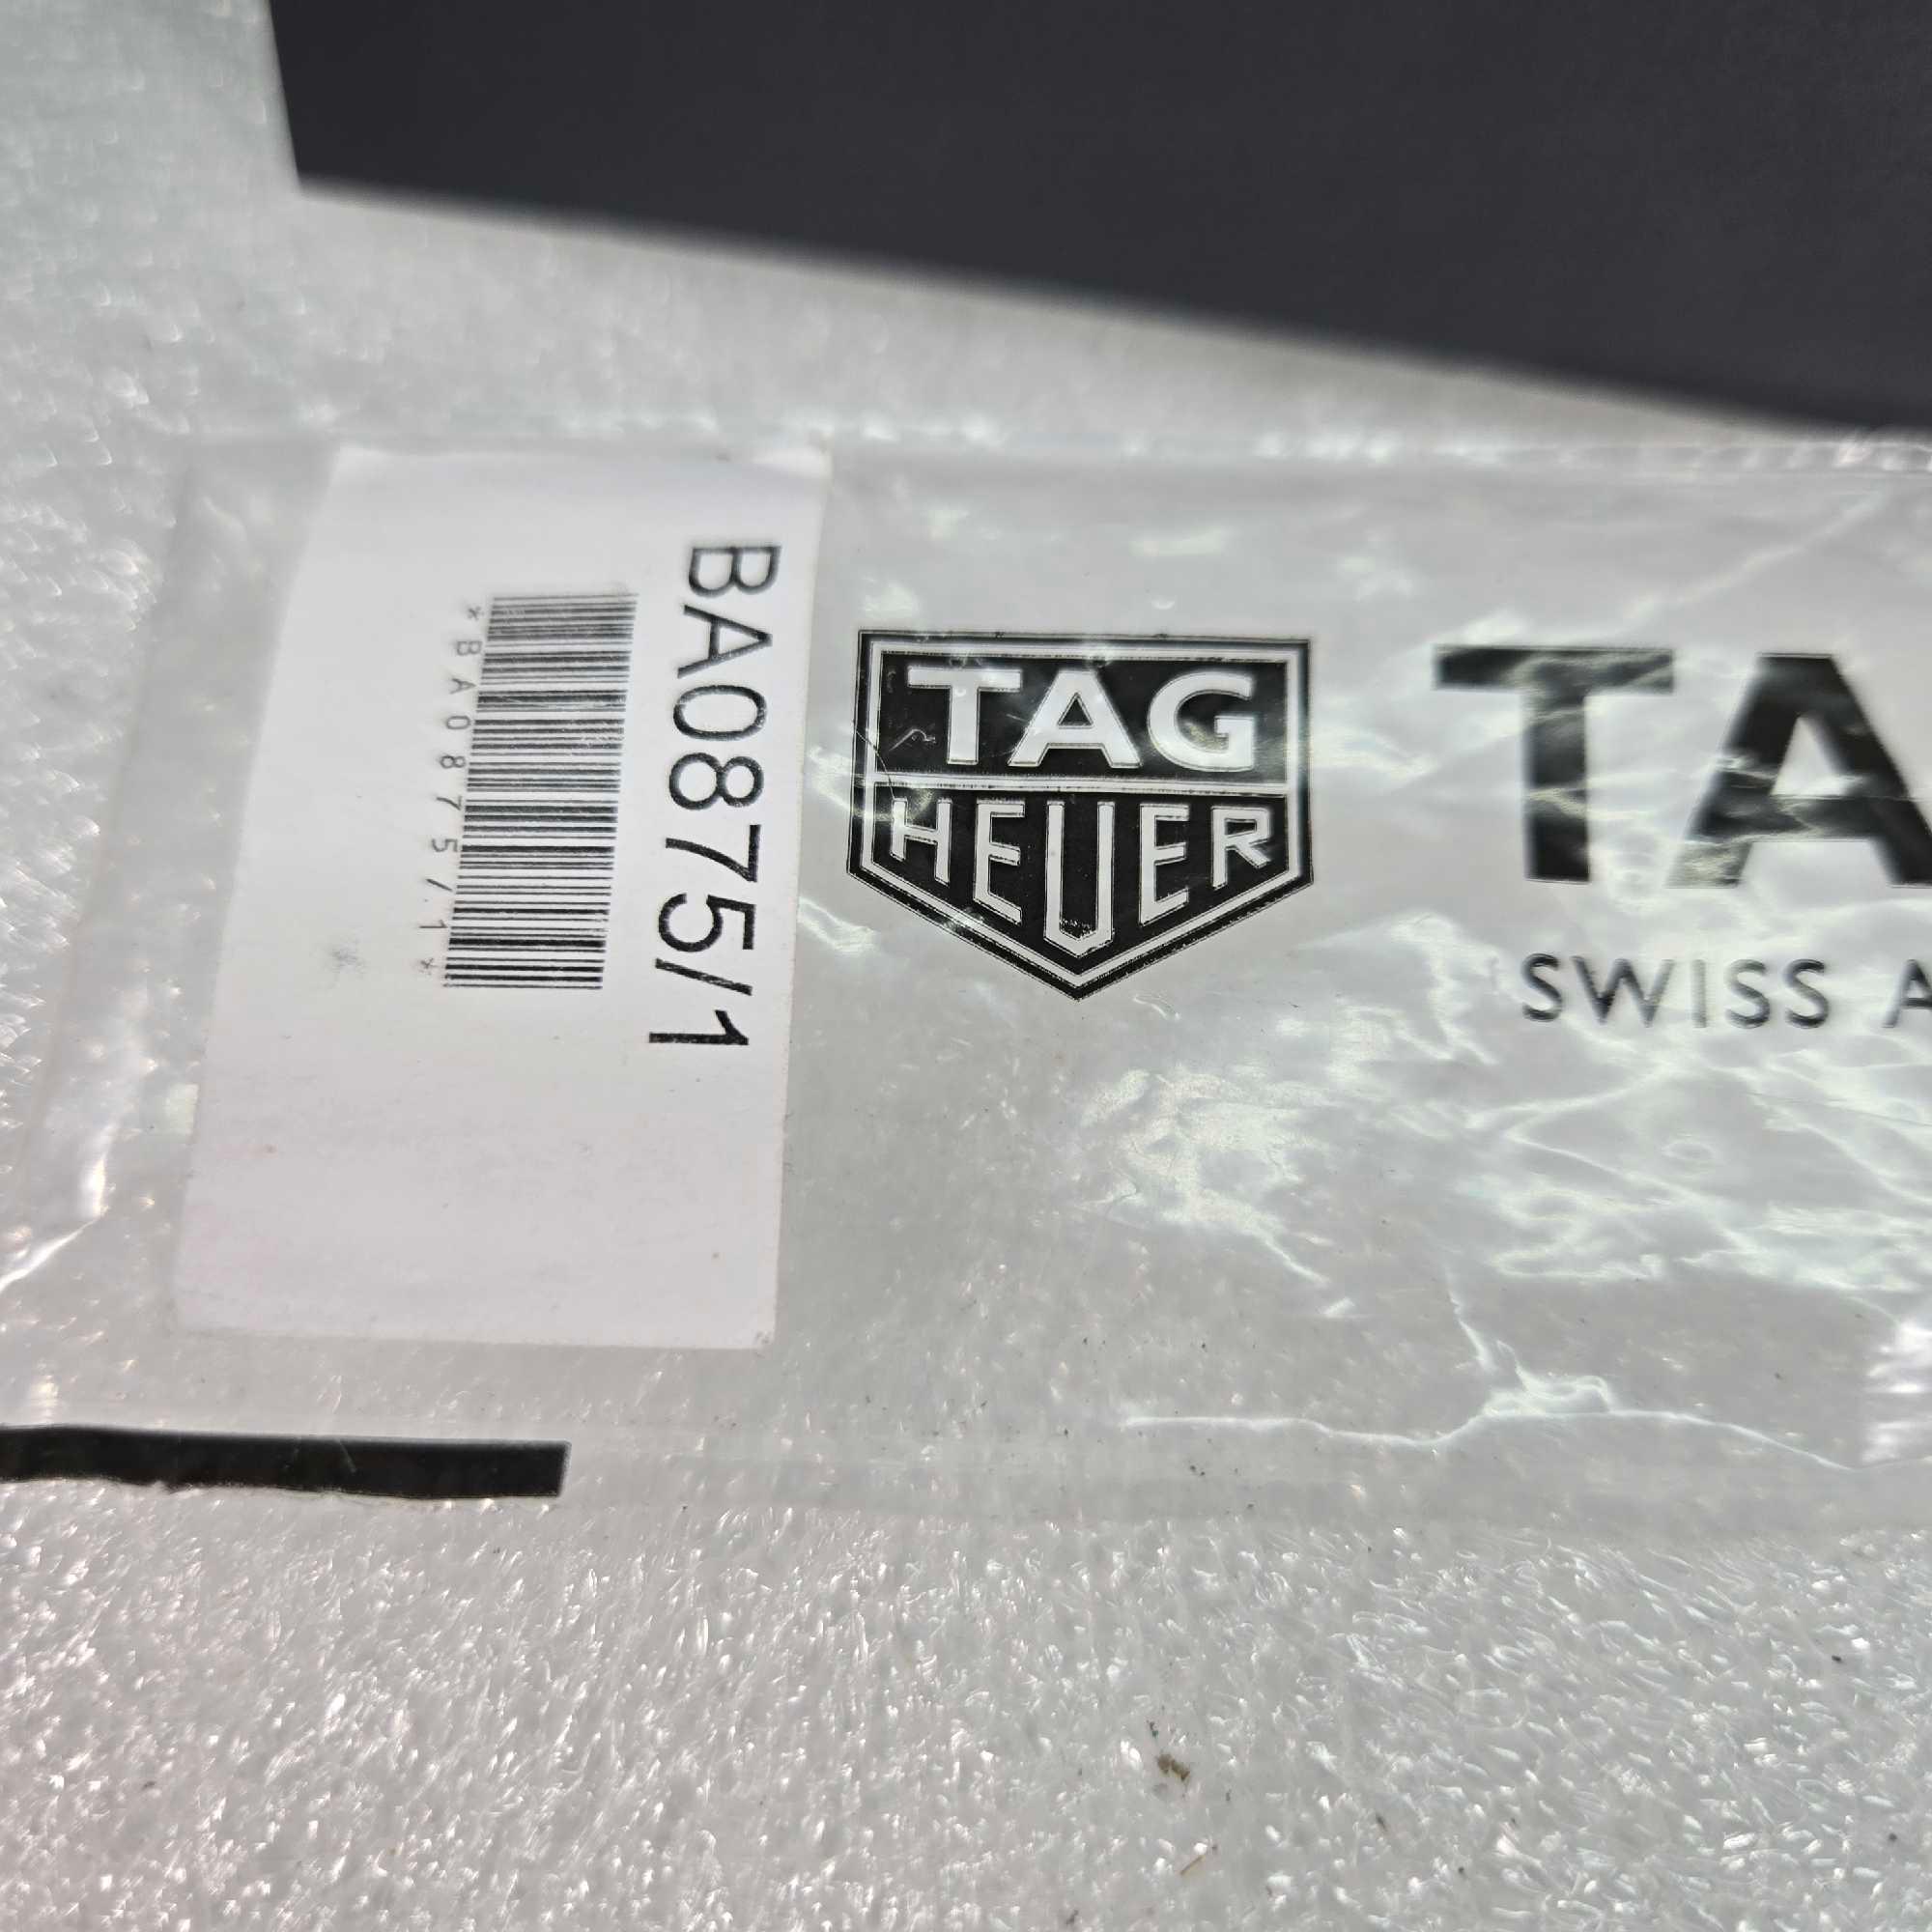 BA0875/1
*BA0875/1*
TAG
HEUER
TA
SWISS A